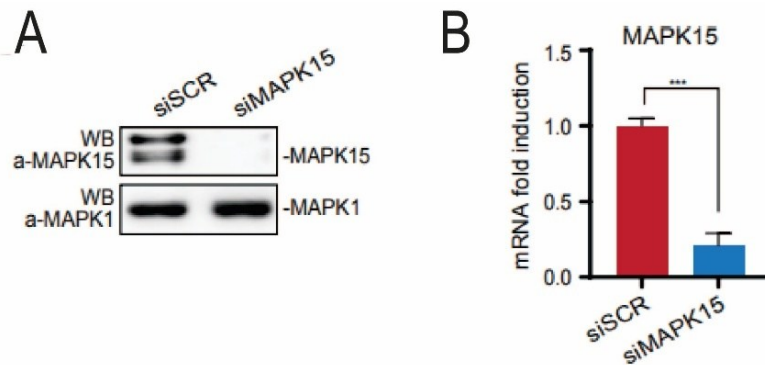 A
siSCR siMAPK15
WB
a-MAPK15
-MAPK15
WB
a-MAPK1
-MAPK1
B
MAPK15
mRNA fold induction
1.5
***
1.0
0.5
0.0
siSCR
siMAPK15